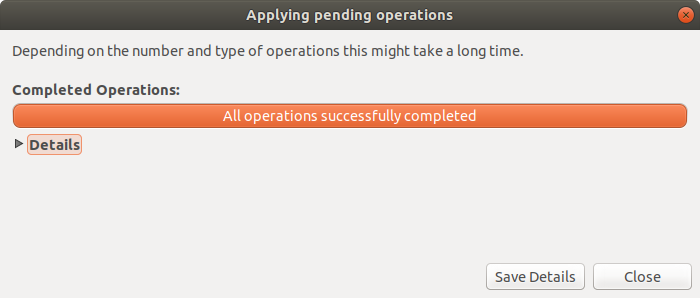 Applying pending operations
Depending on the number and type of operations this might take a long time.
Completed Operations:
All operations successfully completed
Details
Save Details
Close